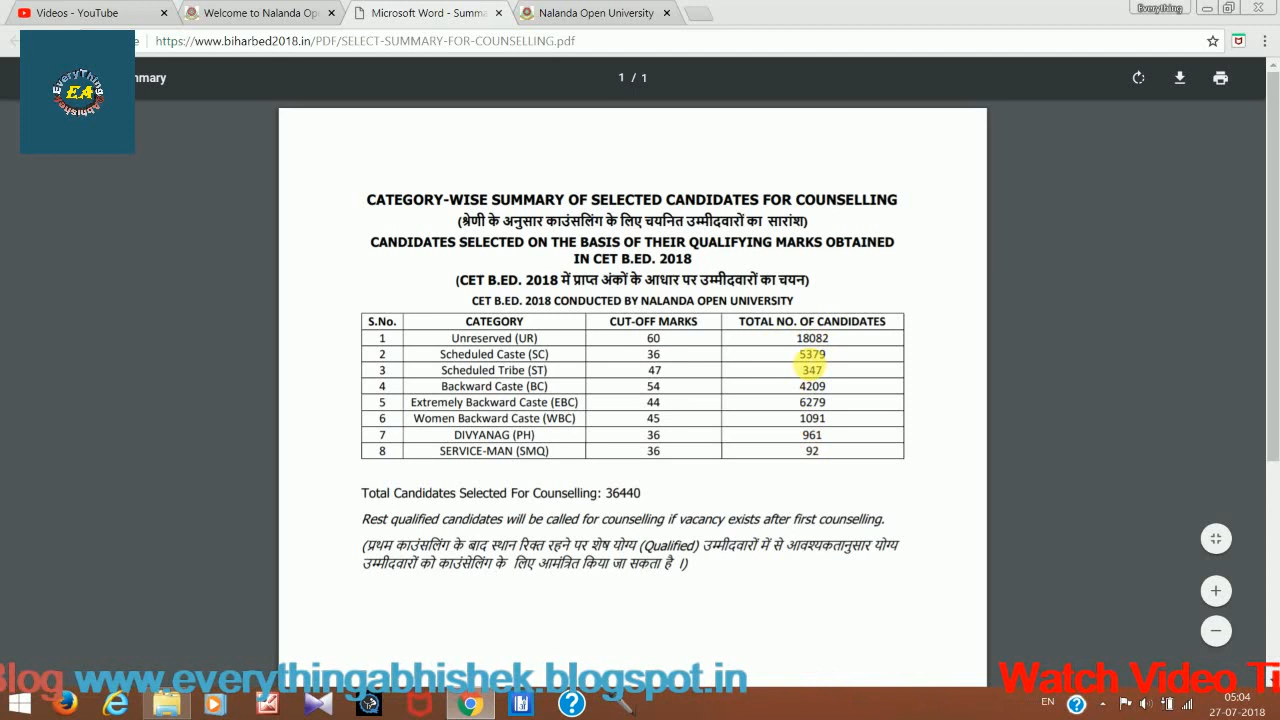 Videos - YouTube
Welcome to Nalanda Op
Microsoft Word - Summa
Nalanda Open University
Everything
https://www.biharbed2018.in/PDF/SELECT-SUMMARY-FOR-COUNSELLING.pdf
EveryThing
EA
Abhishek
mmary
1 / 1
CATEGORY-WISE SUMMARY OF SELECTED CANDIDATES FOR COUNSELLING
(श्रेणी के अनुसार काउंसलिंग के लिए चयनित उम्मीदवारों का सारांश)
CANDIDATES SELECTED ON THE BASIS OF THEIR QUALIFYING MARKS OBTAINED
IN CET B.ED. 2018
(CET B.ED. 2018 में प्राप्त अंकों के आधार पर उम्मीदवारों का चयन)
CET B.ED. 2018 CONDUCTED BY NALANDA OPEN UNIVERSITY
S.No. CATEGORY CUT-OFF MARKS TOTAL NO. OF CANDIDATES
1 Unreserved (UR) 60 18082
2 Scheduled Caste (SC) 36 5379
3 Scheduled Tribe (ST) 47 347
4 Backward Caste (BC) 54 4209
5 Extremely Backward Caste (EBC) 44 6279
6 Women Backward Caste (WBC) 45 1091
7 DIVYANAG (PH) 36 961
8 SERVICE-MAN (SMQ) 36 92
Total Candidates Selected For Counselling: 36440
Rest qualified candidates will be called for counselling if vacancy exists after first counselling.
(प्रथम काउंसलिंग के बाद स्थान रिक्त रहने पर शेष योग्य (Qualified) उम्मीदवारों में से आवश्यकतानुसार योग्य
उम्मीदवारों को काउंसेलिंग के लिए आमंत्रित किया जा सकता है ।)
Blog www.everythingabhishek.blogspot.in Watch Video Ti
EN 05:04
27-07-2018